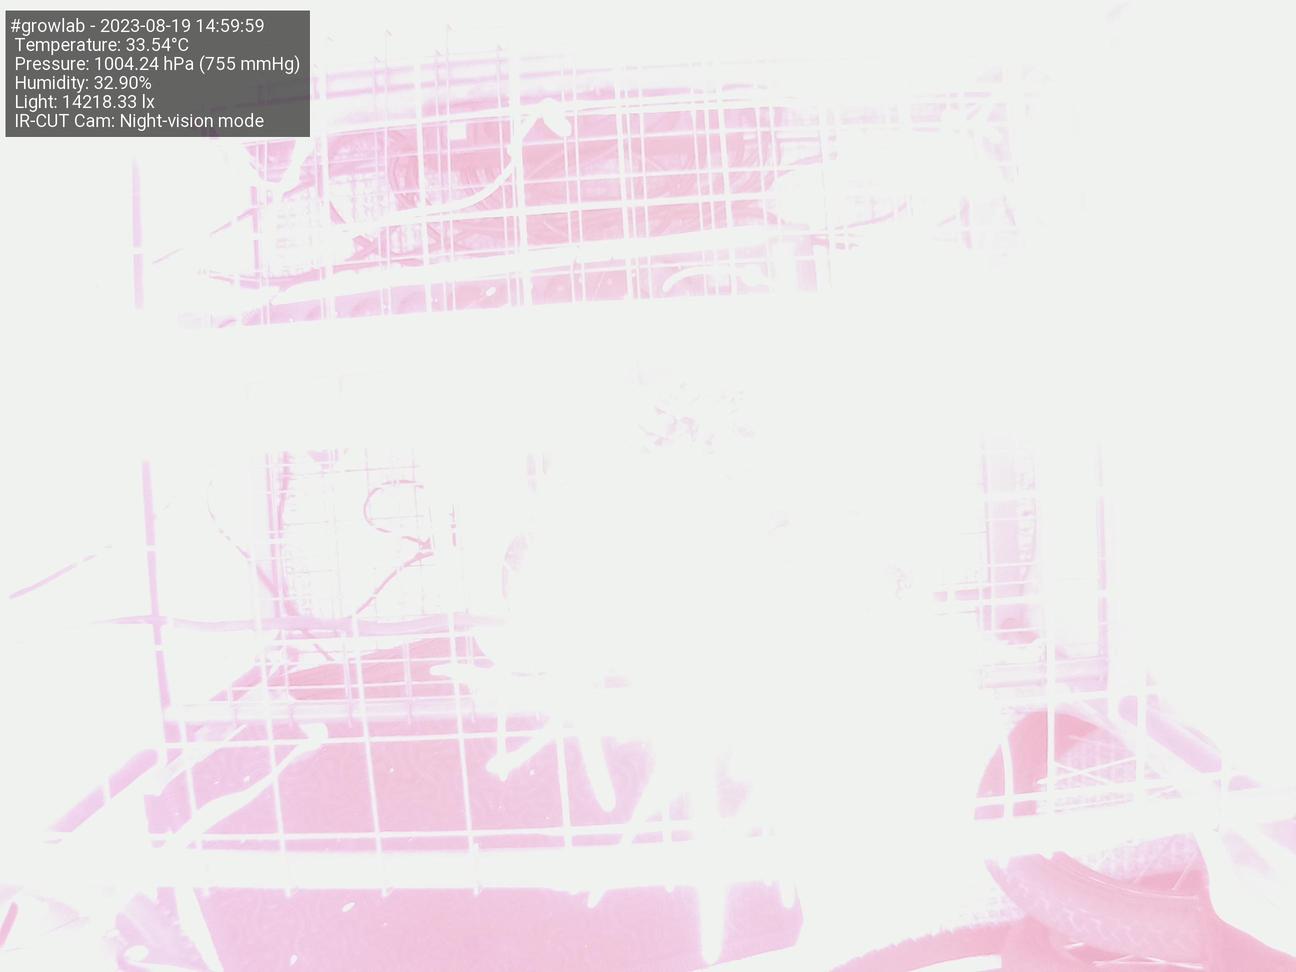 #growlab - 2023-08-19 14:59:59
Temperature: 33.54°C
Pressure: 1004.24 hPa (755 mmHg)
Humidity: 32.90%
Light: 14218.33 lx
IR-CUT Cam: Night-vision mode